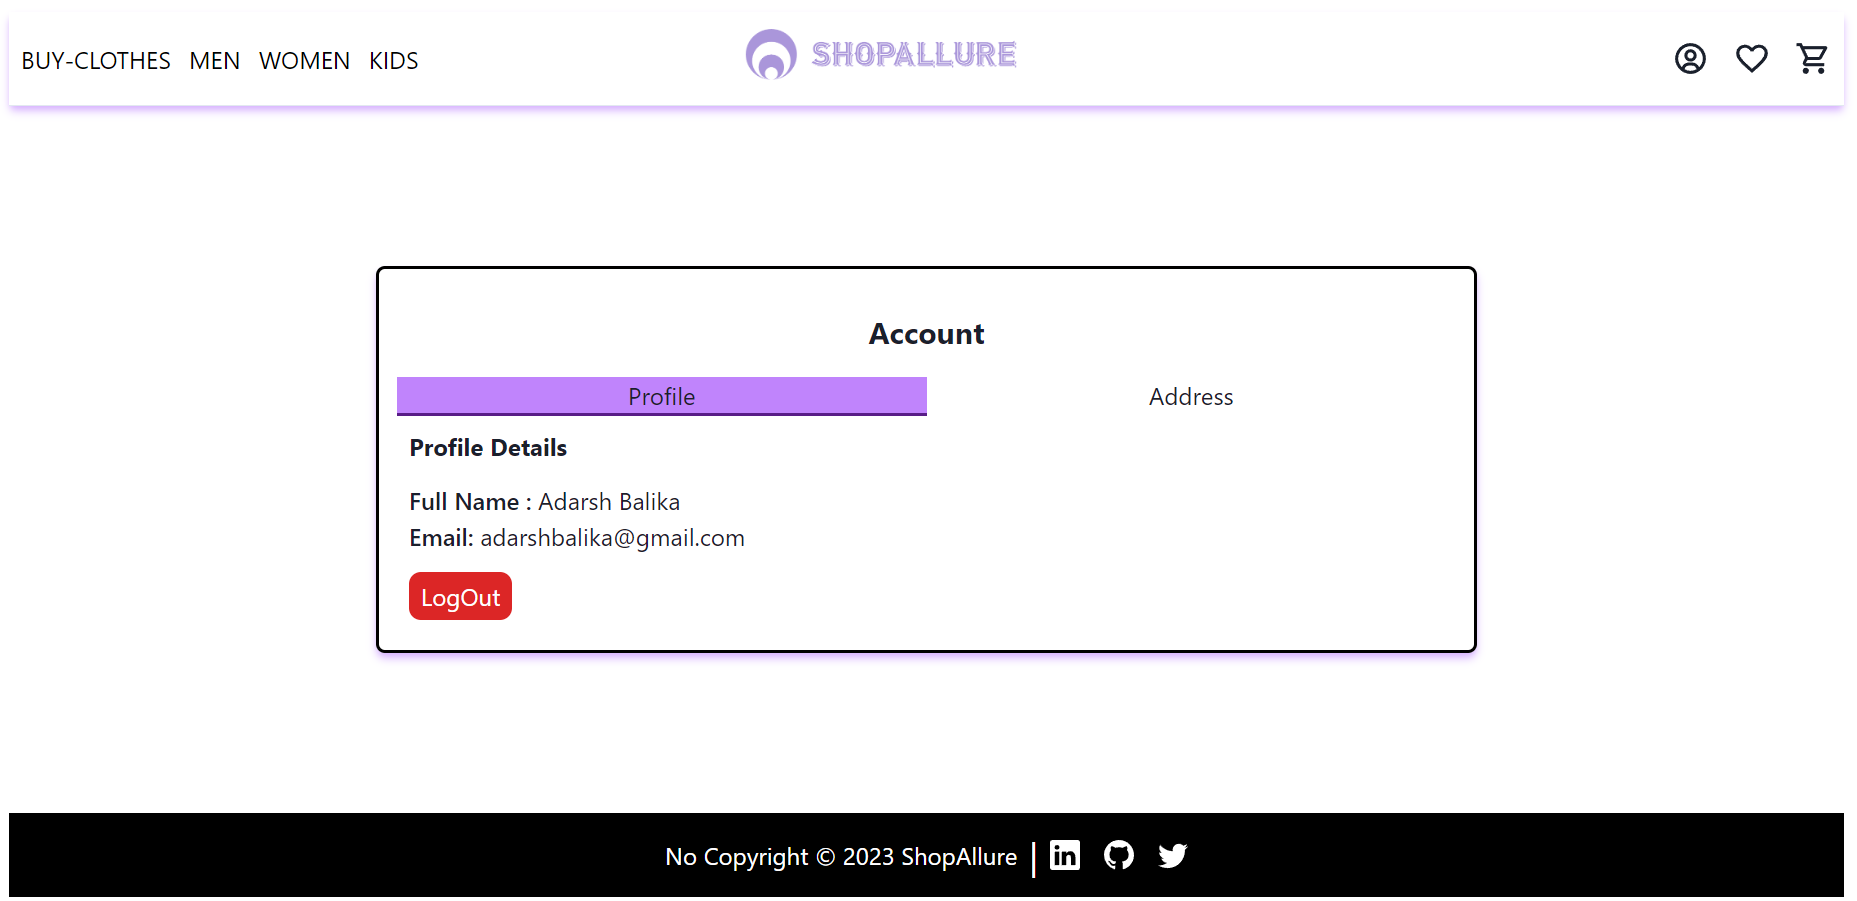 BUY-CLOTHES MEN WOMEN KIDS
SHOPALLURE
Account
Profile Address
Profile Details
Full Name : Adarsh Balika
Email: adarshbalika@gmail.com
LogOut
No Copyright © 2023 ShopAllure | in